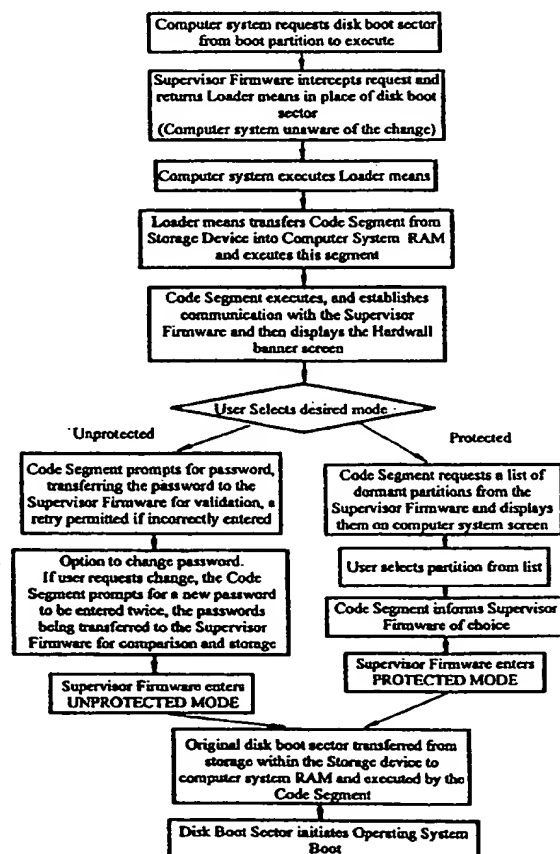 Computer system requests disk boot sector
from boot partition to execute
Supervisor Firmware intercepts request and
returns Loader means in place of disk boot
sector
(Computer system unaware of the change)
Computer system executes Loader means
Loader means transfers Code Segment from
Storage Device into Computer System RAM
and executes this segment
Code Segment executes, and establishes
communication with the Supervisor
Firmware and then displays the Hardwall
banner screen
User Selects desired mode
Unprotected
Protected
Code Segment prompts for password,
transferring the password to
the Supervisor Firmware for validation, a
retry permitted if incorrectly entered
Option to change password.
If user requests change, the Code
Segment prompts for a new password
to be entered twice, the passwords
being transferred to the Supervisor
Firmware for comparison and storage
Supervisor Firmware enters
UNPROTECTED MODE
Code Segment requests a list of
dormant partitions from the
Supervisor Firmware and displays
them on computer system screen
User selects partition from list
Code Segment informs Supervisor
Firmware of choice
Supervisor Firmware enters
PROTECTED MODE
Original disk boot sector transferred from
storage within the Storage device to
computer system RAM and executed by the
Code Segment
Disk Boot Sector initiates Operating System
Boot